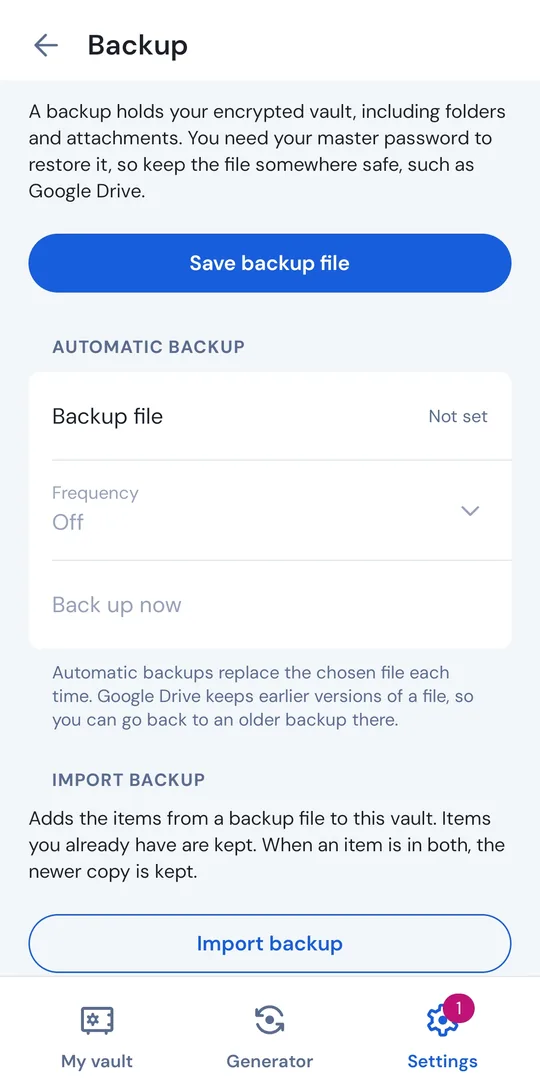 Backup
A backup holds your encrypted vault, including folders
and attachments. You need your master password to
restore it, so keep the file somewhere safe, such as
Google Drive.
Save backup file
AUTOMATIC BACKUP
Backup file
Not set
Frequency
Off
Back up now
Automatic backups replace the chosen file each
time. Google Drive keeps earlier versions of a file, so
you can go back to an older backup there.
IMPORT BACKUP
Adds the items from a backup file to this vault. Items
you already have are kept. When an item is in both, the
newer copy is kept.
Import backup
1
My vault
Generator
Settings